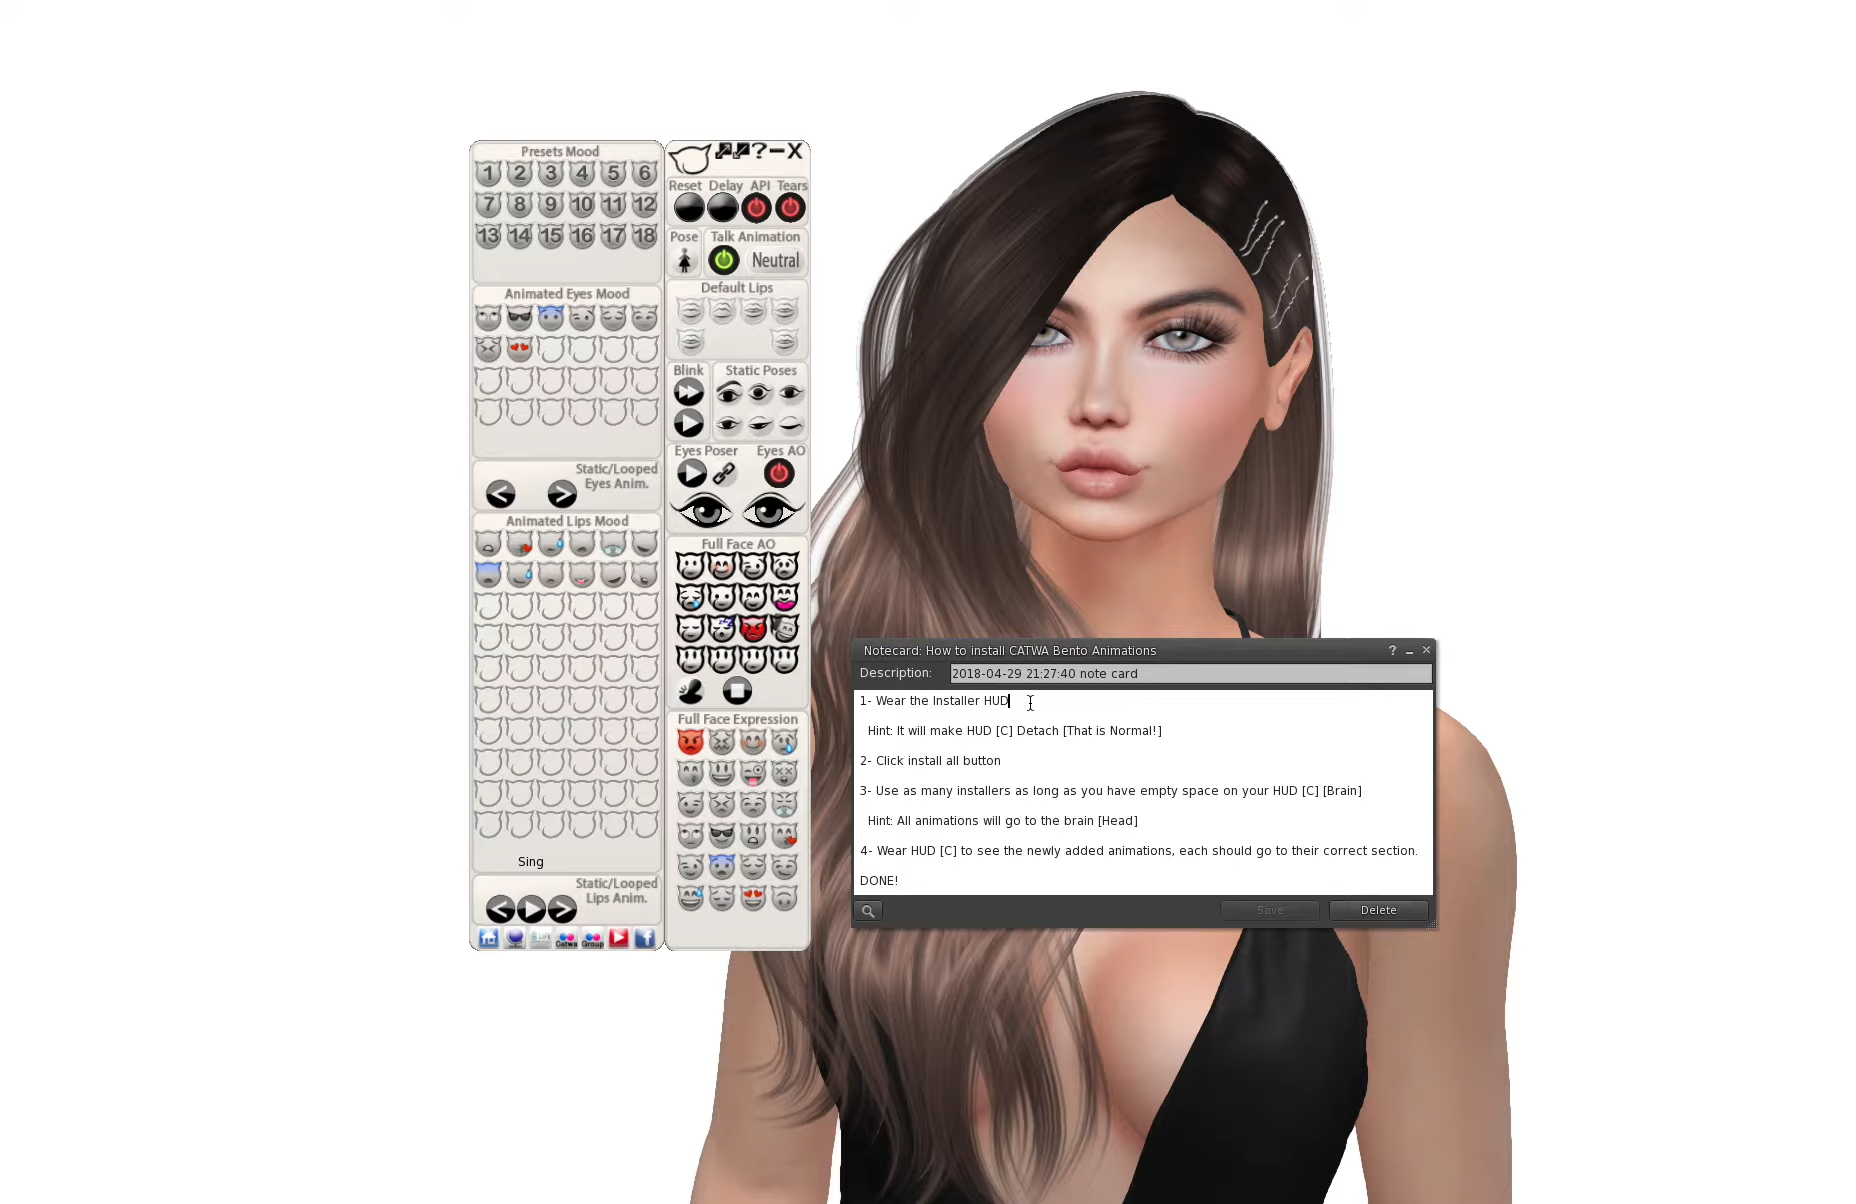 Presets Mood
1 2 3 4 5 6
7 8 9 10 11 12
13 14 15 16 17 18
Animated Eyes Mood
Static/Looped
Eyes Anim.
< >
Animated Lips Mood
Sing
Static/Looped
Lips Anim.
< >
Catwa Group f
? – X
Reset Delay API Tears
Pose Talk Animation
Neutral
Default Lips
Blink Static Poses
Eyes Poser Eyes AO
Full Face AO
Full Face Expression
Notecard: How to install CATWA Bento Animations
Description: 2018-04-29 21:27:40 note card
1- Wear the Installer HUD
Hint: It will make HUD [C] Detach [That is Normal!]
2- Click install all button
3- Use as many installers as long as you have empty space on your HUD [C] [Brain]
Hint: All animations will go to the brain [Head]
4- Wear HUD [C] to see the newly added animations, each should go to their correct section.
DONE!
Save Delete